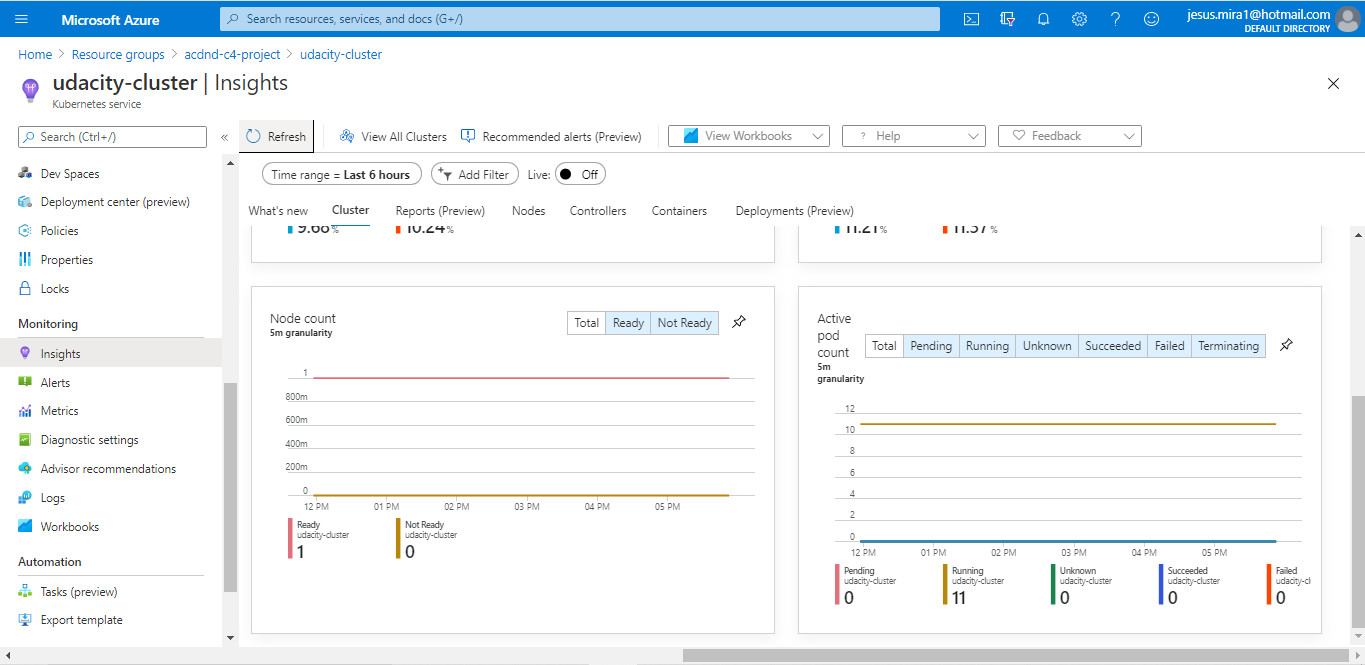 Microsoft Azure
Search resources, services, and docs (G+/)
jesus.mira1@hotmail.com
DEFAULT DIRECTORY
Home > Resource groups > acdnd-c4-project > udacity-cluster
udacity-cluster | Insights
Kubernetes service
Search (Ctrl+/)
«
Refresh
View All Clusters
Recommended alerts (Preview)
View Workbooks
? Help
Feedback
Time range = Last 6 hours
Add Filter
Live: Off
What's new
Cluster
Reports (Preview)
Nodes
Controllers
Containers
Deployments (Preview)
Dev Spaces
Deployment center (preview)
Policies
Properties
Locks
Monitoring
Insights
Alerts
Metrics
Diagnostic settings
Advisor recommendations
Logs
Workbooks
Automation
Tasks (preview)
Export template
9.68%
10.24%
11.21%
11.37%
Node count
5m granularity
Total
Ready
Not Ready
1
800m
600m
400m
200m
0
12 PM 01 PM 02 PM 03 PM 04 PM 05 PM
Ready
udacity-cluster
1
Not Ready
udacity-cluster
0
Active
pod
count
5m
granularity
Total
Pending
Running
Unknown
Succeeded
Failed
Terminating
12
10
8
6
4
2
0
12 PM 01 PM 02 PM 03 PM 04 PM 05 PM
Pending
udacity-cluster
0
Running
udacity-cluster
11
Unknown
udacity-cluster
0
Succeeded
udacity-cluster
0
Failed
udacity-cl
0